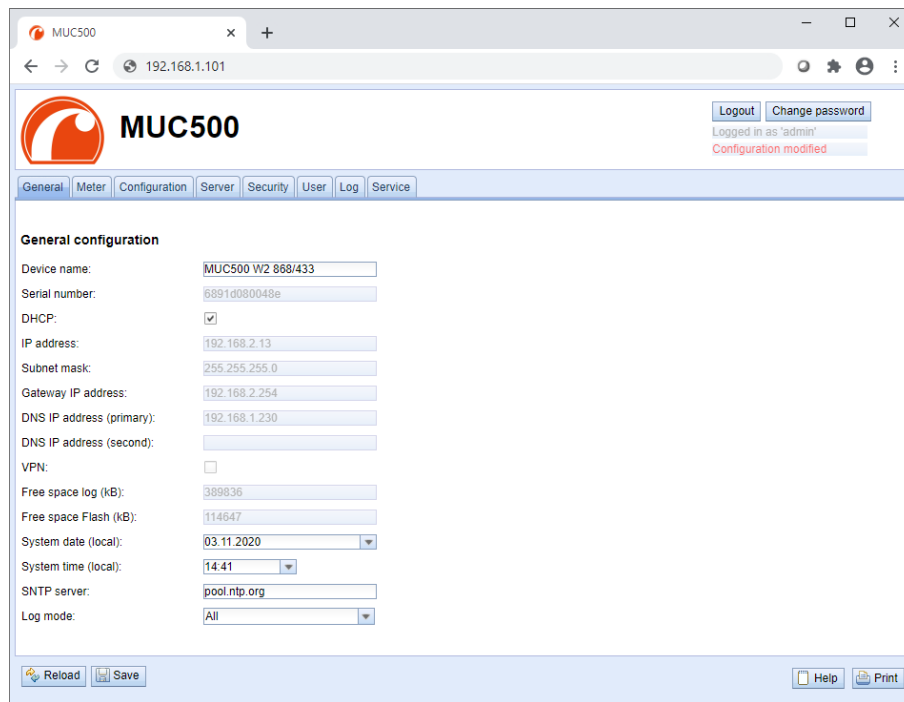 MUC500
192.168.1.101
MUC500
Logout Change password
Logged in as 'admin'
Configuration modified
General Meter Configuration Server Security User Log Service
General configuration
Device name: MUC500 W2 868/433
Serial number: 6891d080048e
DHCP:
IP address: 192.168.2.13
Subnet mask: 255.255.255.0
Gateway IP address: 192.168.2.254
DNS IP address (primary): 192.168.1.230
DNS IP address (second):
VPN:
Free space log (kB): 389836
Free space Flash (kB): 114647
System date (local): 03.11.2020
System time (local): 14:41
SNTP server: pool.ntp.org
Log mode: All
Reload Save Help Print